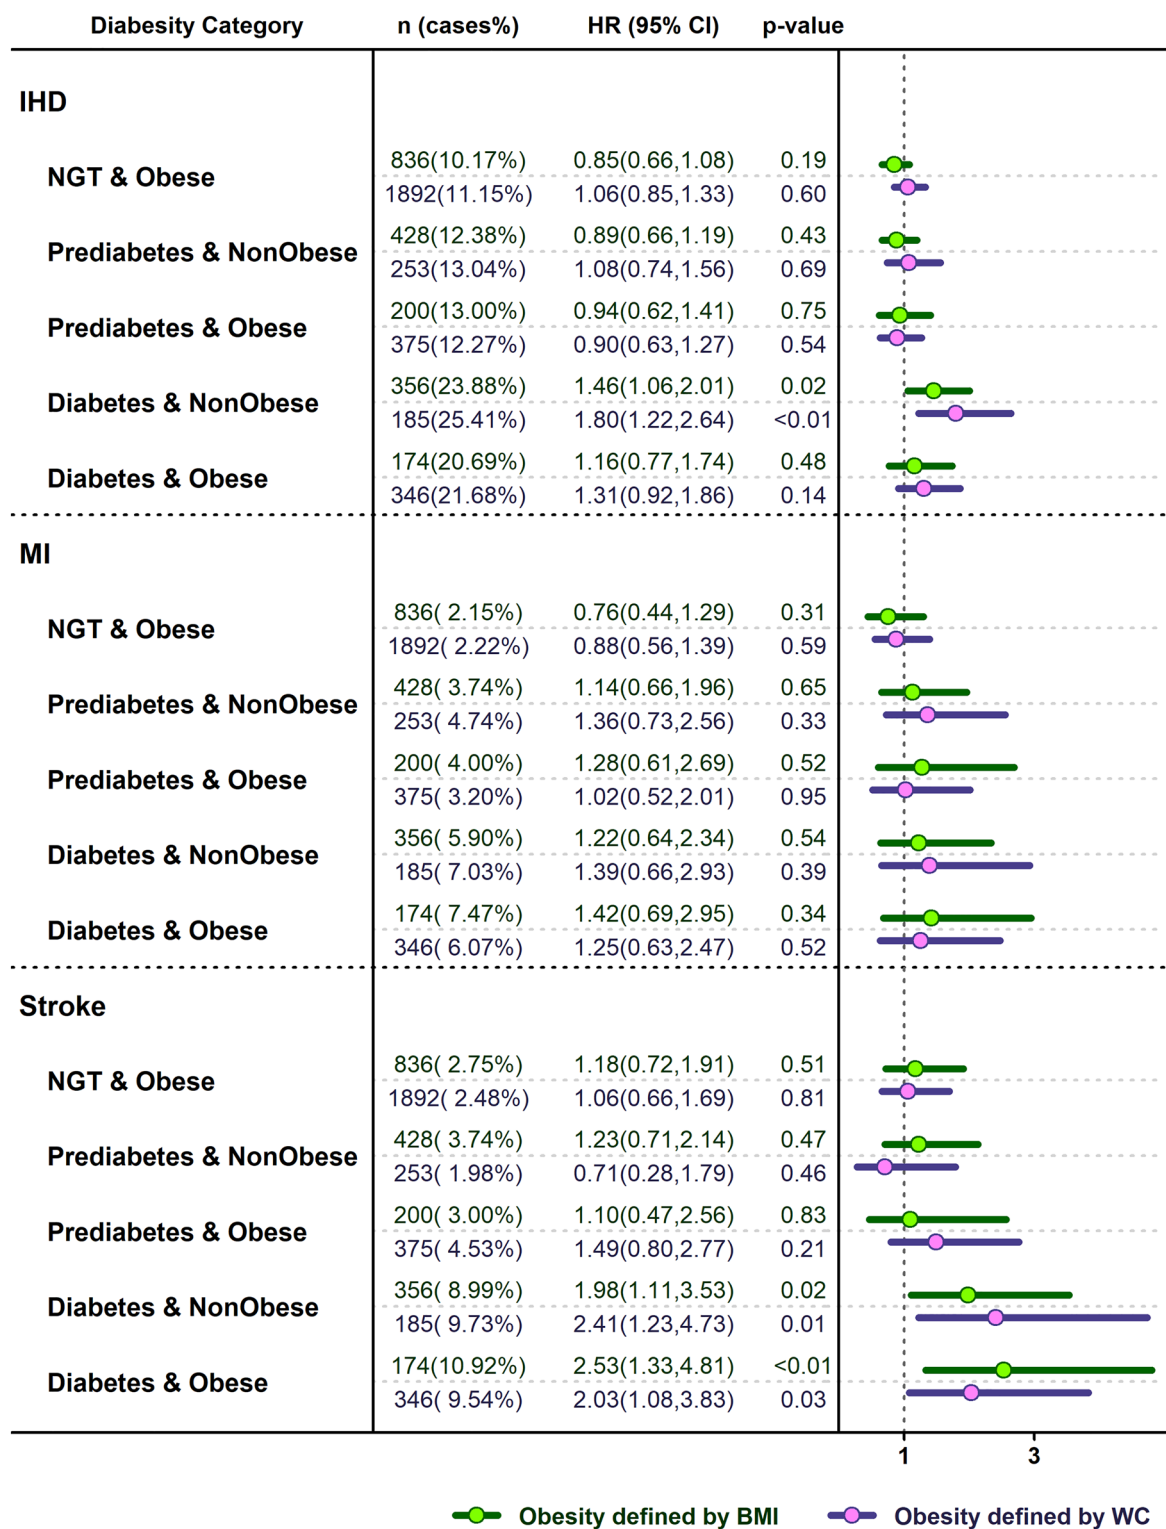 Diabesity Category n (cases%) HR (95% CI) p-value
IHD
NGT & Obese
836(10.17%) 0.85(0.66,1.08) 0.19
1892(11.15%) 1.06(0.85,1.33) 0.60
Prediabetes & NonObese
428(12.38%) 0.89(0.66,1.19) 0.43
253(13.04%) 1.08(0.74,1.56) 0.69
Prediabetes & Obese
200(13.00%) 0.94(0.62,1.41) 0.75
375(12.27%) 0.90(0.63,1.27) 0.54
Diabetes & NonObese
356(23.88%) 1.46(1.06,2.01) 0.02
185(25.41%) 1.80(1.22,2.64) <0.01
Diabetes & Obese
174(20.69%) 1.16(0.77,1.74) 0.48
346(21.68%) 1.31(0.92,1.86) 0.14
MI
NGT & Obese
836( 2.15%) 0.76(0.44,1.29) 0.31
1892( 2.22%) 0.88(0.56,1.39) 0.59
Prediabetes & NonObese
428( 3.74%) 1.14(0.66,1.96) 0.65
253( 4.74%) 1.36(0.73,2.56) 0.33
Prediabetes & Obese
200( 4.00%) 1.28(0.61,2.69) 0.52
375( 3.20%) 1.02(0.52,2.01) 0.95
Diabetes & NonObese
356( 5.90%) 1.22(0.64,2.34) 0.54
185( 7.03%) 1.39(0.66,2.93) 0.39
Diabetes & Obese
174( 7.47%) 1.42(0.69,2.95) 0.34
346( 6.07%) 1.25(0.63,2.47) 0.52
Stroke
NGT & Obese
836( 2.75%) 1.18(0.72,1.91) 0.51
1892( 2.48%) 1.06(0.66,1.69) 0.81
Prediabetes & NonObese
428( 3.74%) 1.23(0.71,2.14) 0.47
253( 1.98%) 0.71(0.28,1.79) 0.46
Prediabetes & Obese
200( 3.00%) 1.10(0.47,2.56) 0.83
375( 4.53%) 1.49(0.80,2.77) 0.21
Diabetes & NonObese
356( 8.99%) 1.98(1.11,3.53) 0.02
185( 9.73%) 2.41(1.23,4.73) 0.01
Diabetes & Obese
174(10.92%) 2.53(1.33,4.81) <0.01
346( 9.54%) 2.03(1.08,3.83) 0.03
1 3
Obesity defined by BMI Obesity defined by WC